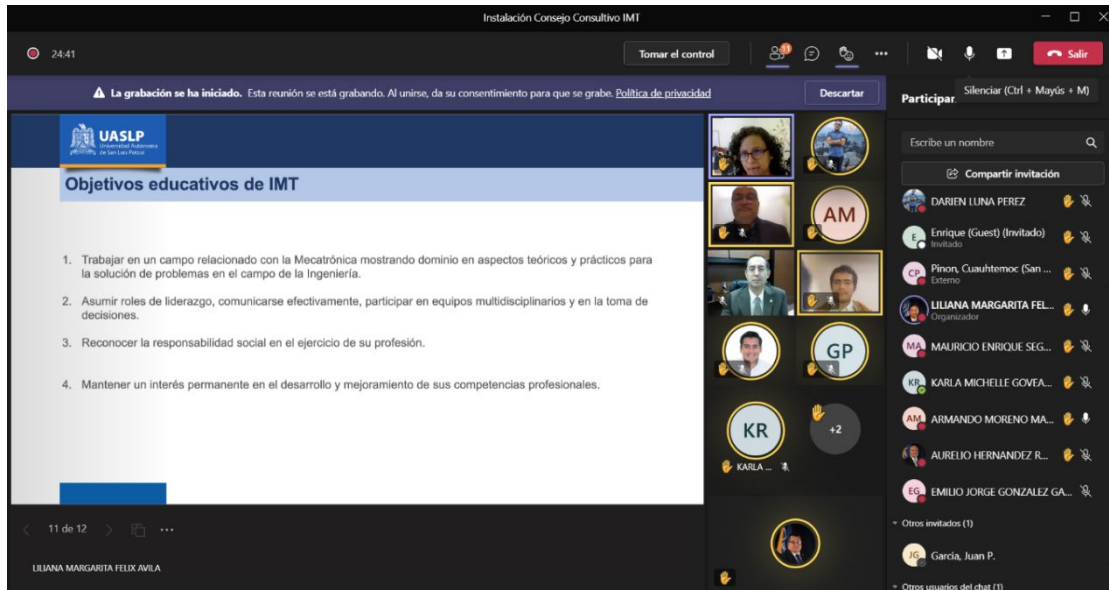 Instalación Consejo Consultivo IMT
24:41
Tomar el control
11
Salir
La grabación se ha iniciado. Esta reunión se está grabando. Al unirse, da su consentimiento para que se grabe. Política de privacidad
Descartar
Participan
Silenciar (Ctrl + Mayús + M)
UASLP
Universidad Autónoma
de San Luis Potosí
Objetivos educativos de IMT
1. Trabajar en un campo relacionado con la Mecatrónica mostrando dominio en aspectos teóricos y prácticos para
la solución de problemas en el campo de la Ingeniería.
2. Asumir roles de liderazgo, comunicarse efectivamente, participar en equipos multidisciplinarios y en la toma de
decisiones.
3. Reconocer la responsabilidad social en el ejercicio de su profesión.
4. Mantener un interés permanente en el desarrollo y mejoramiento de sus competencias profesionales.
11 de 12
LILIANA MARGARITA FELIX AVILA
AM
GP
KR
+2
KARLA ...
Escribe un nombre
Compartir invitación
DARIEN LUNA PEREZ
E
Enrique (Guest) (Invitado)
Invitado
CP
Pinon, Cuauhtemoc (San ...
Externo
LILIANA MARGARITA FEL...
Organizador
MA
MAURICIO ENRIQUE SEG...
KR
KARLA MICHELLE GOVEA...
AM
ARMANDO MORENO MA...
AURELIO HERNANDEZ R...
EG
EMILIO JORGE GONZALEZ GA...
Otros invitados (1)
JG
Garcia, Juan P.
Otros usuarios del chat (1)